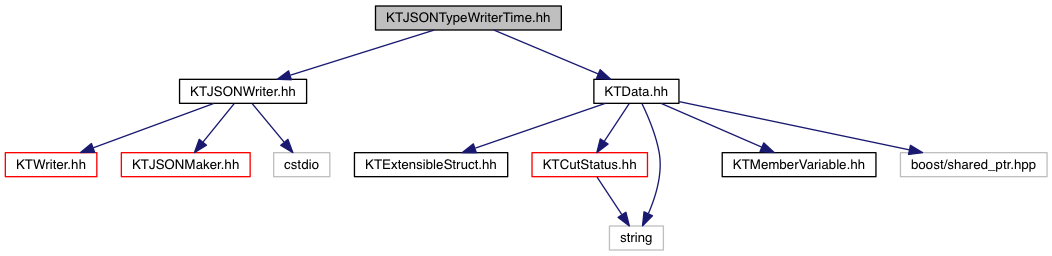 KTJSONTypeWriterTime.hh
KTJSONWriter.hh
KTData.hh
KTWriter.hh
KTJSONMaker.hh
cstdio
KTExtensibleStruct.hh
KTCutStatus.hh
KTMemberVariable.hh
boost/shared_ptr.hpp
string